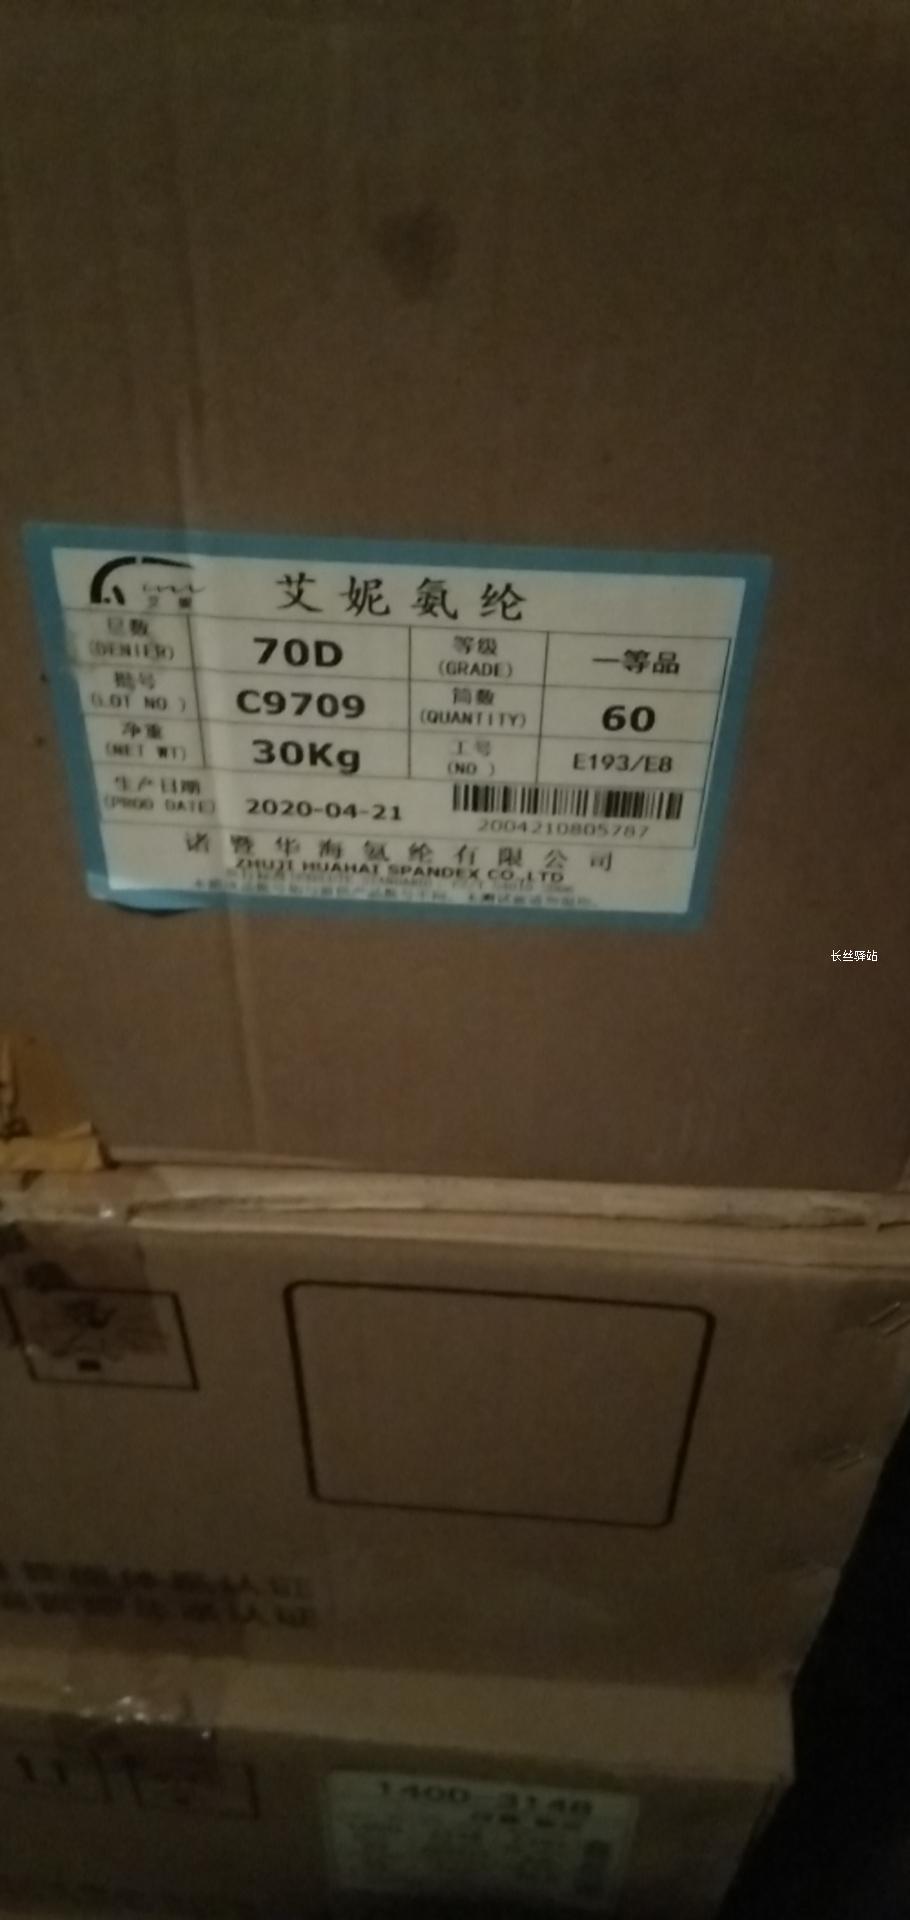 艾妮氨纶
旦数 70D 等级 一等品
(DENIER) (GRADE)
批号 C9709 筒数 60
(LOT NO ) (QUANTITY)
净重 30Kg 工号 E193/E8
(NET WT) (NO )
生产日期 2020-04-21
(PROD DATE)
2004210805787
诸暨华海氨纶有限公司
ZHUJI HUAHAI SPANDEX CO.,LTD
长丝驿站
140D 3148